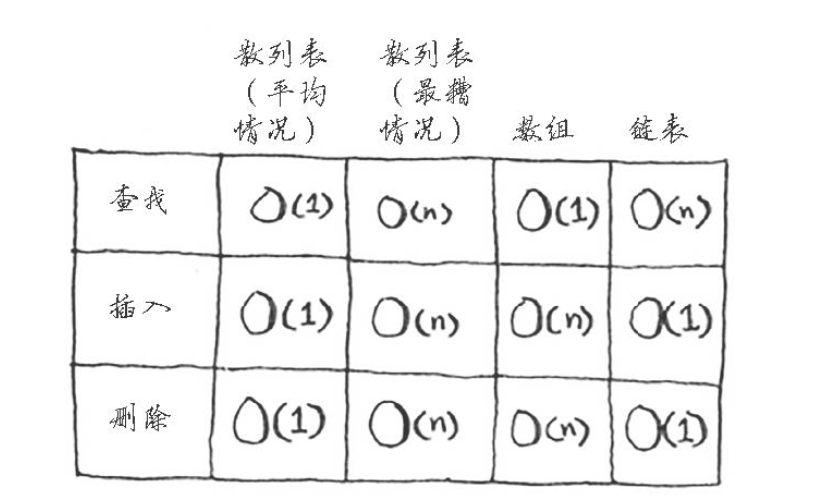 散列表 散列表
（平均 （最糟
情况） 情况） 数组 链表
查找 O(1) O(n) O(1) O(n)
插入 O(1) O(n) O(n) O(1)
删除 O(1) O(n) O(n) O(1)